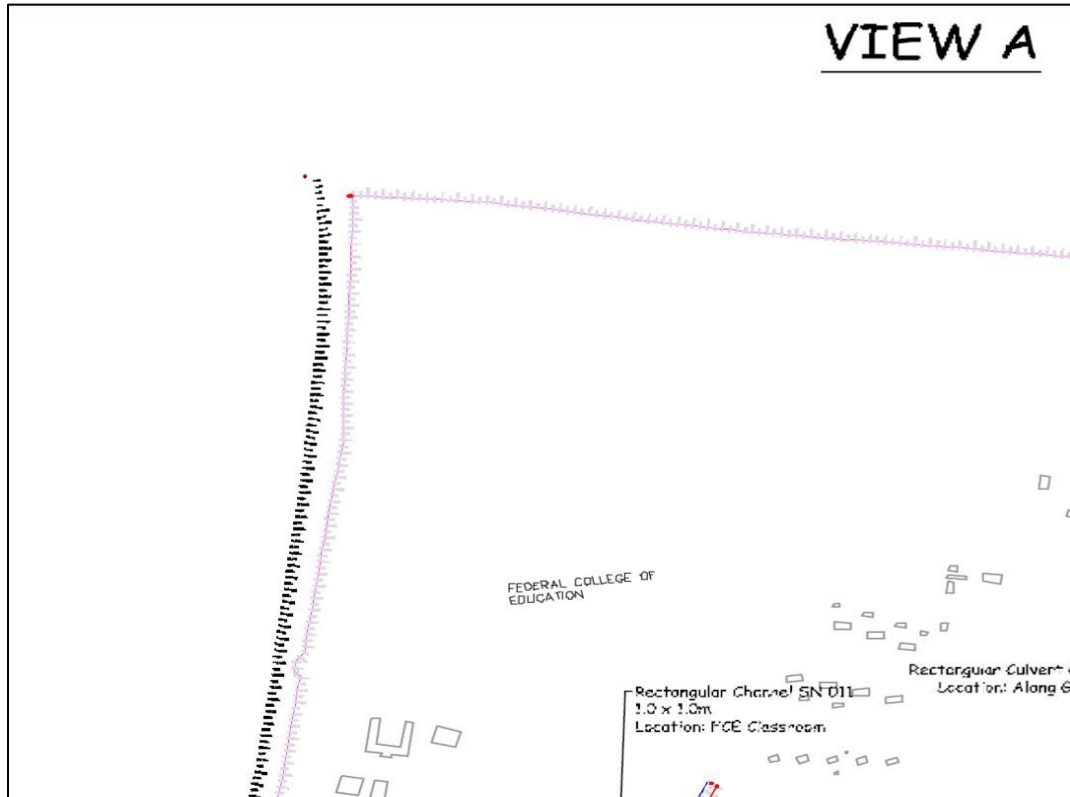 VIEW A
FEDERAL COLLEGE OF
EDUCATION
Rectangular Culvert
Location: Along G
Rectangular Channel SN 011
1.0 x 1.0m
Location: FCE Classroom